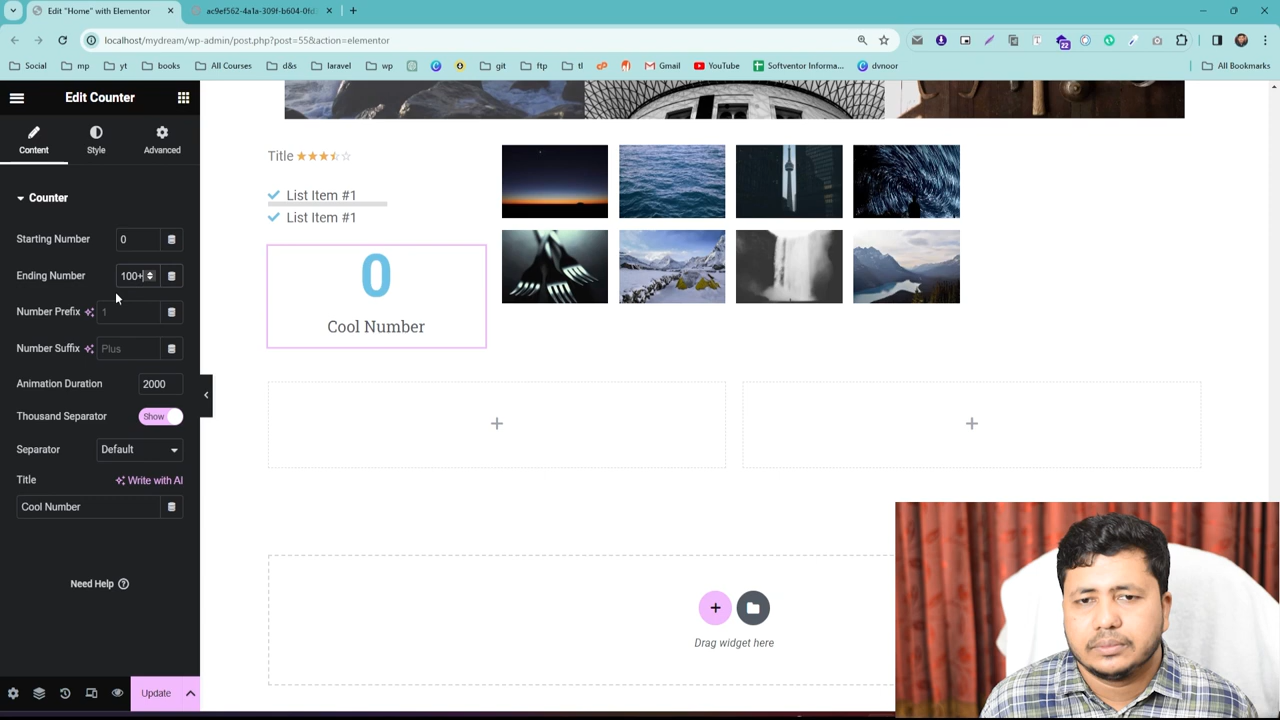 Edit "Home" with Elementor
ac9ef562-4a1a-309f-b604-0fd
localhost/mydream/wp-admin/post.php?post=55&action=elementor
22
Social
mp
yt
books
All Courses
d&s
laravel
wp
git
ftp
tl
Gmail
YouTube
Softventor Informa...
dvnoor
All Bookmarks
Edit Counter
Content
Style
Advanced
Counter
Starting Number
0
Ending Number
100+
Number Prefix
1
Number Suffix
Plus
Animation Duration
2000
Thousand Separator
Show
Separator
Default
Title
Write with AI
Cool Number
Need Help
Update
Title
List Item #1
List Item #1
0
Cool Number
Drag widget here